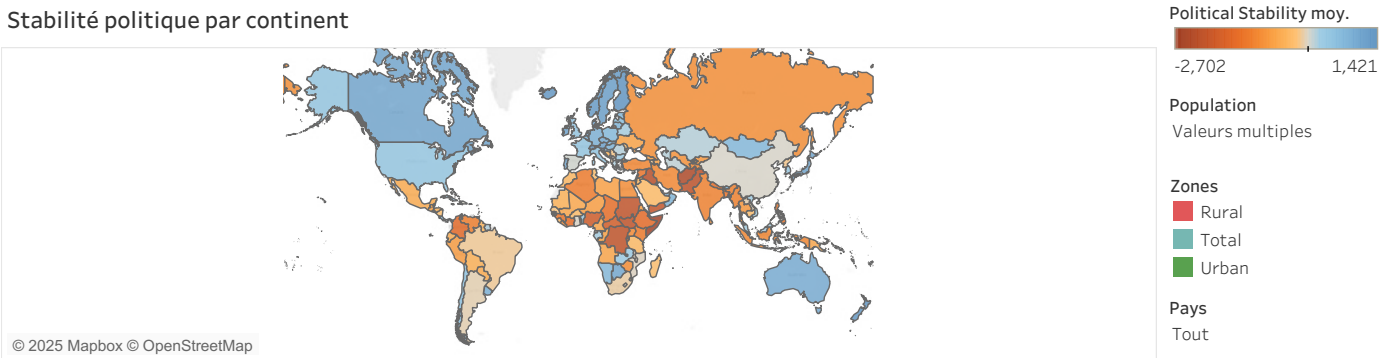 Stabilité politique par continent
© 2025 Mapbox © OpenStreetMap
Political Stability moy.
-2,702 1,421
Population
Valeurs multiples
Zones
Rural
Total
Urban
Pays
Tout